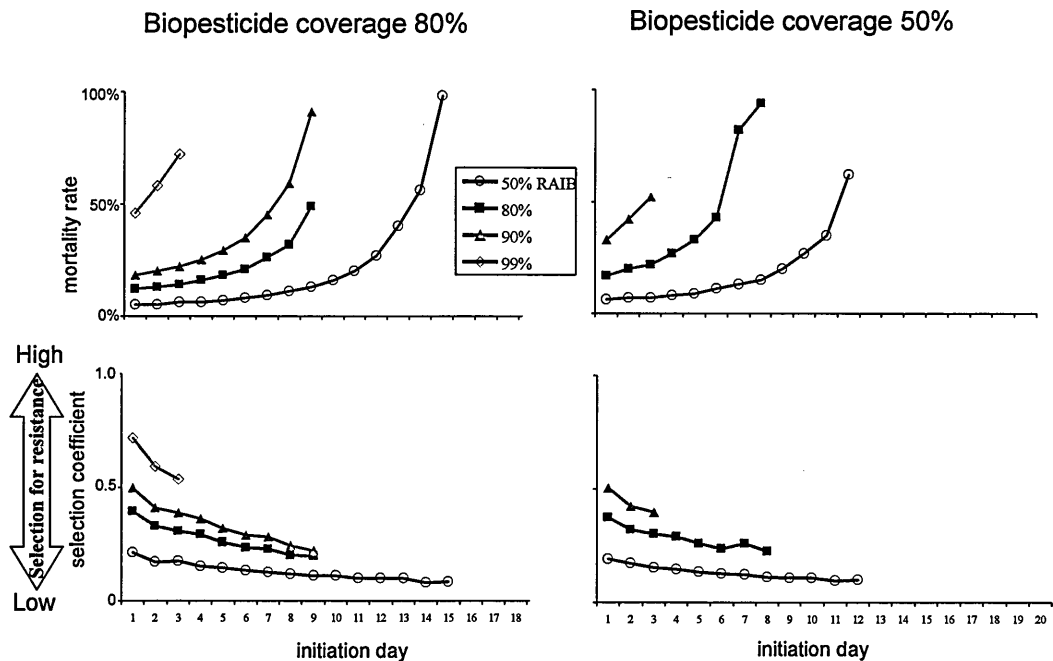 Biopesticide coverage 80%
Biopesticide coverage 50%
100%
50%
0%
mortality rate
50% RAIB
80%
90%
99%
High
Selection for resistance
Low
selection coefficient
1.0
0.5
0
1 2 3 4 5 6 7 8 9 10 11 12 13 14 15 16 17 18
initiation day
1 2 3 4 5 6 7 8 9 10 11 12 13 14 15 16 17 18 19 20
initiation day